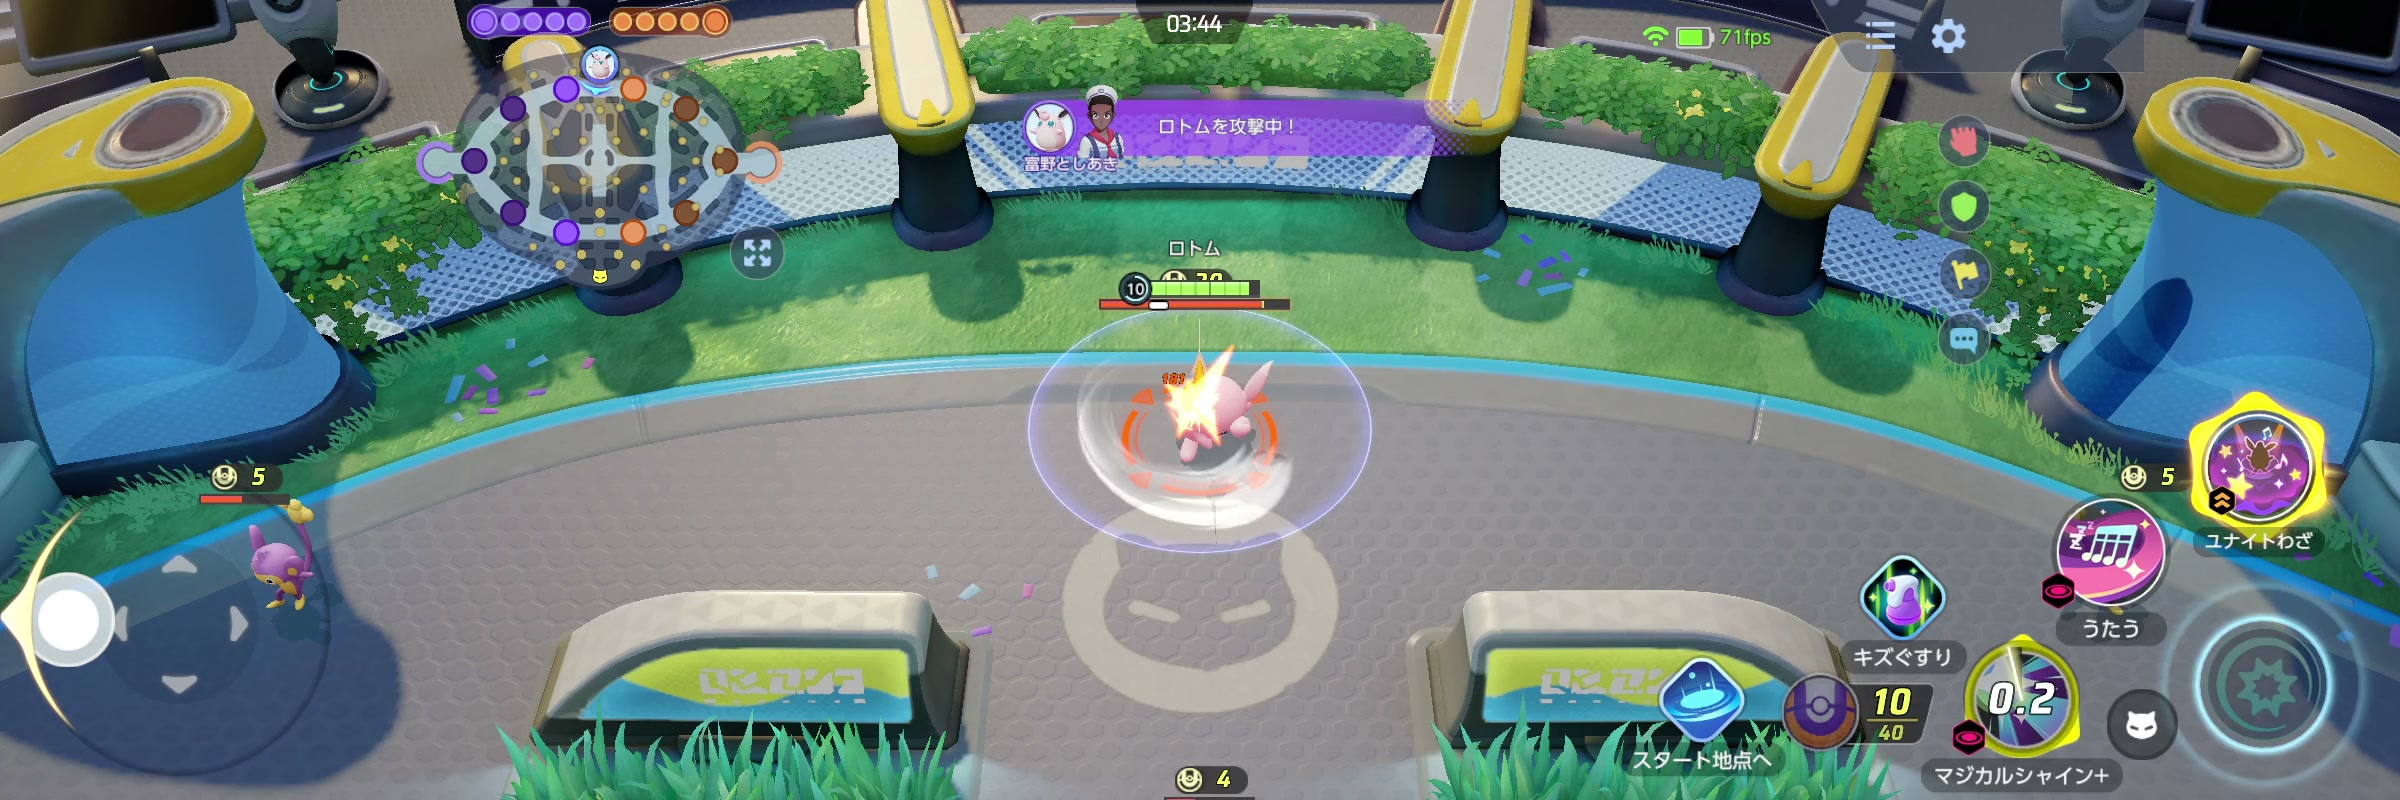 03:44
71fps
ロトムを攻撃中！
富野としあき
ロトム
20
10
181
5
5
ユナイトわざ
うたう
キズぐすり
10
40
0.2
スタート地点へ
マジカルシャイン+
4